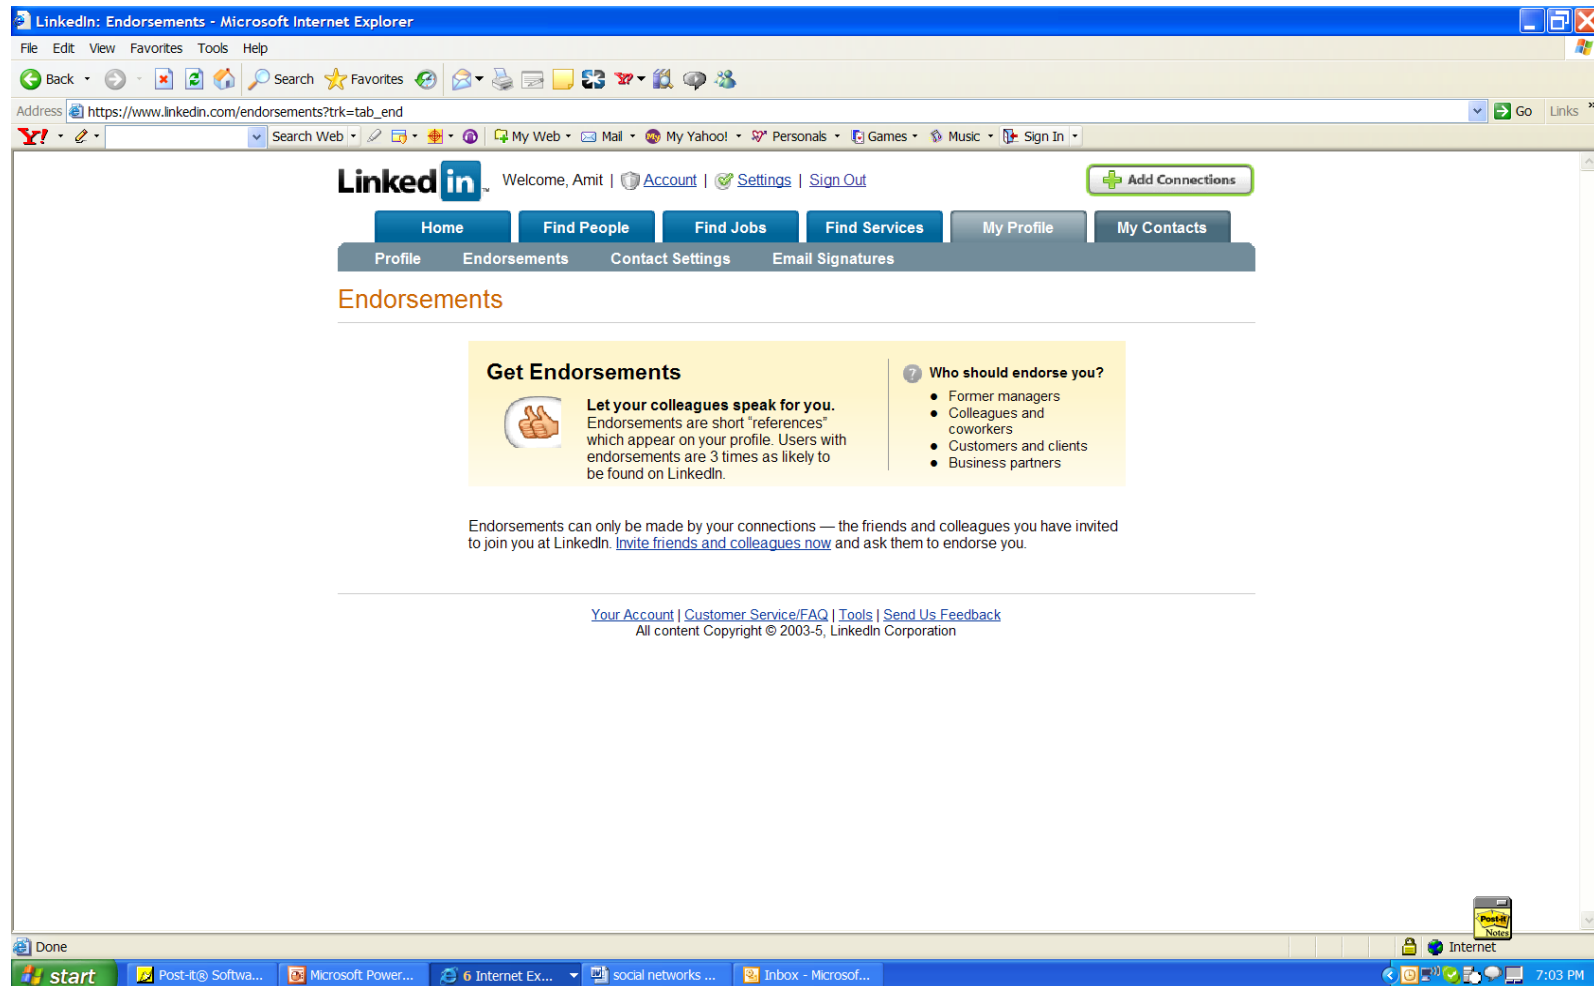 LinkedIn: Endorsements - Microsoft Internet Explorer
File Edit View Favorites Tools Help
Back Search Favorites
Address https://www.linkedin.com/endorsements?trk=tab_end Go Links »
Y! Search Web My Web Mail My Yahoo! Personals Games Music Sign In
Linked in ™ Welcome, Amit | Account | Settings | Sign Out Add Connections
Home Find People Find Jobs Find Services My Profile My Contacts
Profile Endorsements Contact Settings Email Signatures
Endorsements
Get Endorsements
Let your colleagues speak for you.
Endorsements are short "references"
which appear on your profile. Users with
endorsements are 3 times as likely to
be found on LinkedIn.
? Who should endorse you?
● Former managers
● Colleagues and
coworkers
● Customers and clients
● Business partners
Endorsements can only be made by your connections — the friends and colleagues you have invited
to join you at LinkedIn. Invite friends and colleagues now and ask them to endorse you.
Your Account | Customer Service/FAQ | Tools | Send Us Feedback
All content Copyright © 2003-5, LinkedIn Corporation
Post-it
Notes
Done Internet
start Post-it® Softwa... Microsoft Power... 6 Internet Ex... social networks ... Inbox - Microsof... 7:03 PM